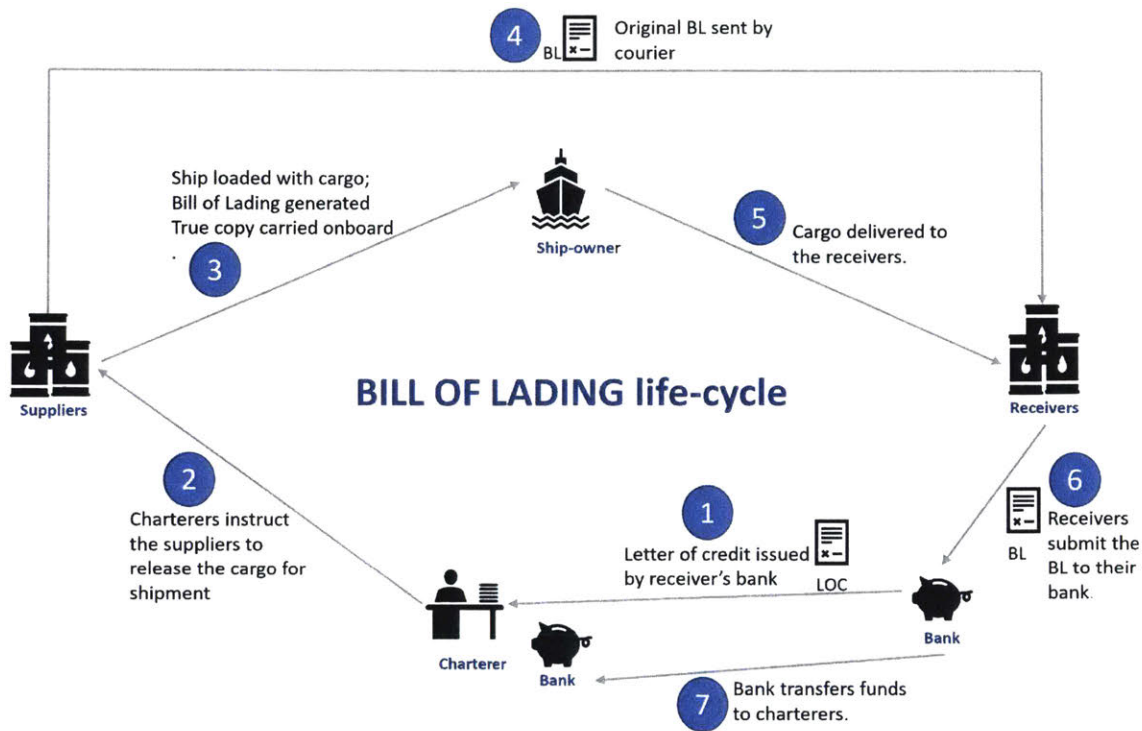 4
BL
Original BL sent by
courier
Ship loaded with cargo;
Bill of Lading generated
True copy carried onboard
.
3
Ship-owner
5
Cargo delivered to
the receivers.
Suppliers
BILL OF LADING life-cycle
Receivers
2
Charterers instruct
the suppliers to
release the cargo for
shipment
1
Letter of credit issued
by receiver's bank
LOC
6
BL
Receivers
submit the
BL to their
bank.
Charterer
Bank
Bank
7
Bank transfers funds
to charterers.